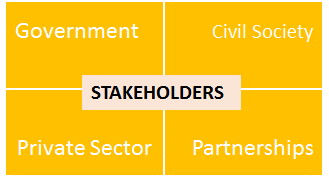 Government
Civil Society
STAKEHOLDERS
Private Sector
Partnerships